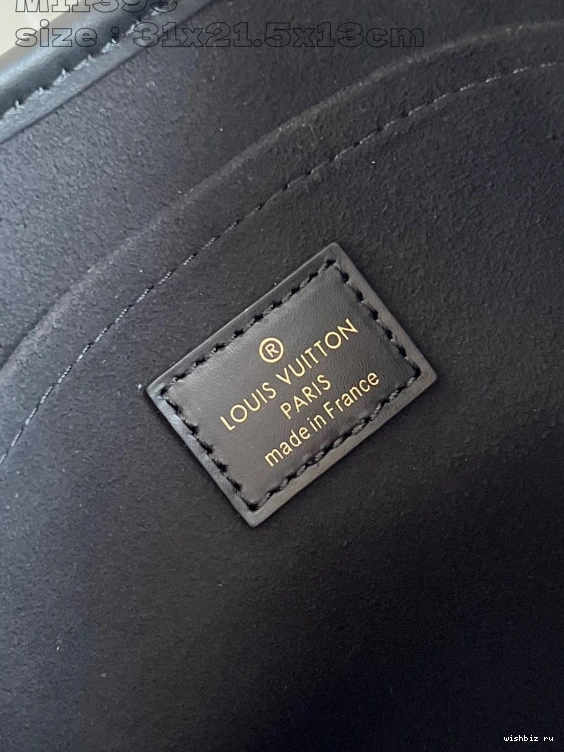 size : 31x21.5x13cm
®
LOUIS VUITTON
PARIS
made in France
wishbiz ru